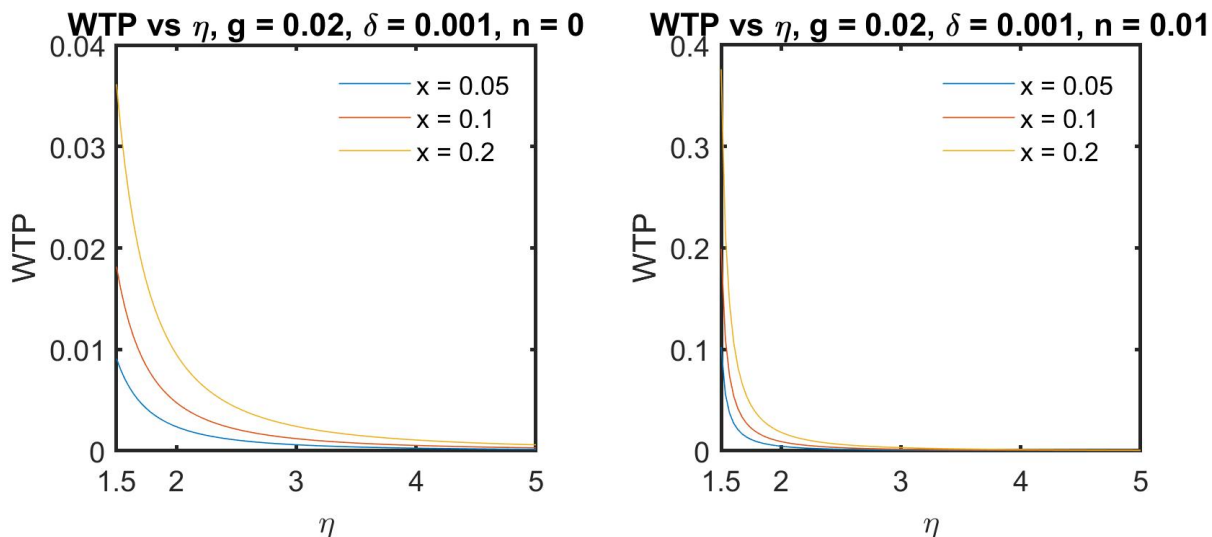 WTP vs η, g = 0.02, δ = 0.001, n = 0
0.04
0.03
0.02
0.01
0
WTP
x = 0.05
x = 0.1
x = 0.2
1.5 2 3 4 5
η
WTP vs η, g = 0.02, δ = 0.001, n = 0.01
0.4
0.3
0.2
0.1
0
WTP
x = 0.05
x = 0.1
x = 0.2
1.5 2 3 4 5
η